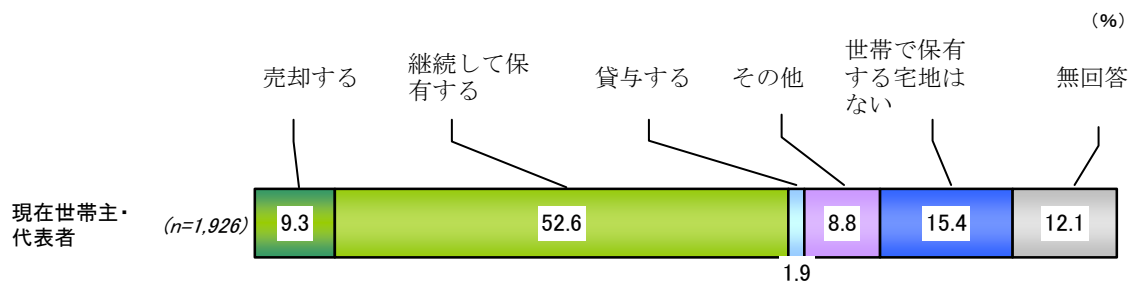 （％）
売却する
継続して保
有する
貸与する
その他
世帯で保有
する宅地は
ない
無回答
現在世帯主・
代表者
(n=1,926)
9.3
52.6
1.9
8.8
15.4
12.1